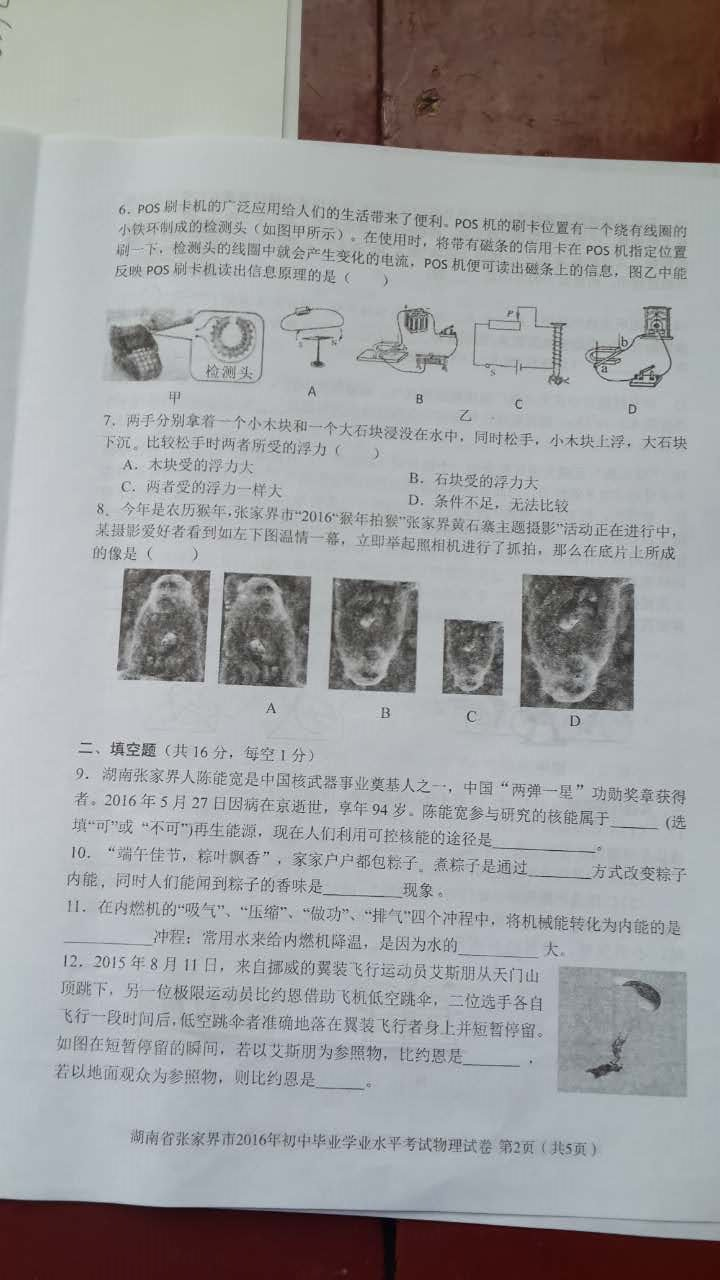 6．POS 刷卡机的广泛应用给人们的生活带来了便利。POS 机的刷卡位置有一个绕有线圈的
小铁环制成的检测头（如图甲所示）。在使用时，将带有磁条的信用卡在 POS 机指定位置
刷一下，检测头的线圈中就会产生变化的电流，POS 机便可读出磁条上的信息，图乙中能
反映 POS 刷卡机读出信息原理的是（　　）
检测头
S N
P
S
a b
甲 A B C D
乙
7．两手分别拿着一个小木块和一个大石块浸没在水中，同时松手，小木块上浮，大石块
下沉。比较松手时两者所受的浮力（　　）
A．木块受的浮力大 B．石块受的浮力大
C．两者受的浮力一样大 D．条件不足，无法比较
8．今年是农历猴年，张家界市“2016“猴年拍猴”张家界黄石寨主题摄影”活动正在进行中，
某摄影爱好者看到如左下图温情一幕，立即举起照相机进行了抓拍，那么在底片上所成
的像是（　　）
A B C D
二、填空题（共 16 分，每空 1 分）
9．湖南张家界人陈能宽是中国核武器事业奠基人之一，中国“两弹一星”功勋奖章获得
者。2016 年 5 月 27 日因病在京逝世，享年 94 岁。陈能宽参与研究的核能属于______ (选
填“可”或 “不可”)再生能源，现在人们利用可控核能的途径是____________。
10．“端午佳节，粽叶飘香”，家家户户都包粽子。煮粽子是通过________方式改变粽子
内能，同时人们能闻到粽子的香味是__________现象。
11．在内燃机的“吸气”、“压缩”、“做功”、“排气”四个冲程中，将机械能转化为内能的是
___________冲程；常用水来给内燃机降温，是因为水的__________ 大。
12．2015 年 8 月 11 日，来自挪威的翼装飞行运动员艾斯朋从天门山
顶跳下，另一位极限运动员比约恩借助飞机低空跳伞，二位选手各自
飞行一段时间后，低空跳伞者准确地落在翼装飞行者身上并短暂停留。
如图在短暂停留的瞬间，若以艾斯朋为参照物，比约恩是_______ ，
若以地面观众为参照物，则比约恩是______。
湖南省张家界市2016年初中毕业学业水平考试物理试卷 第2页（共5页）